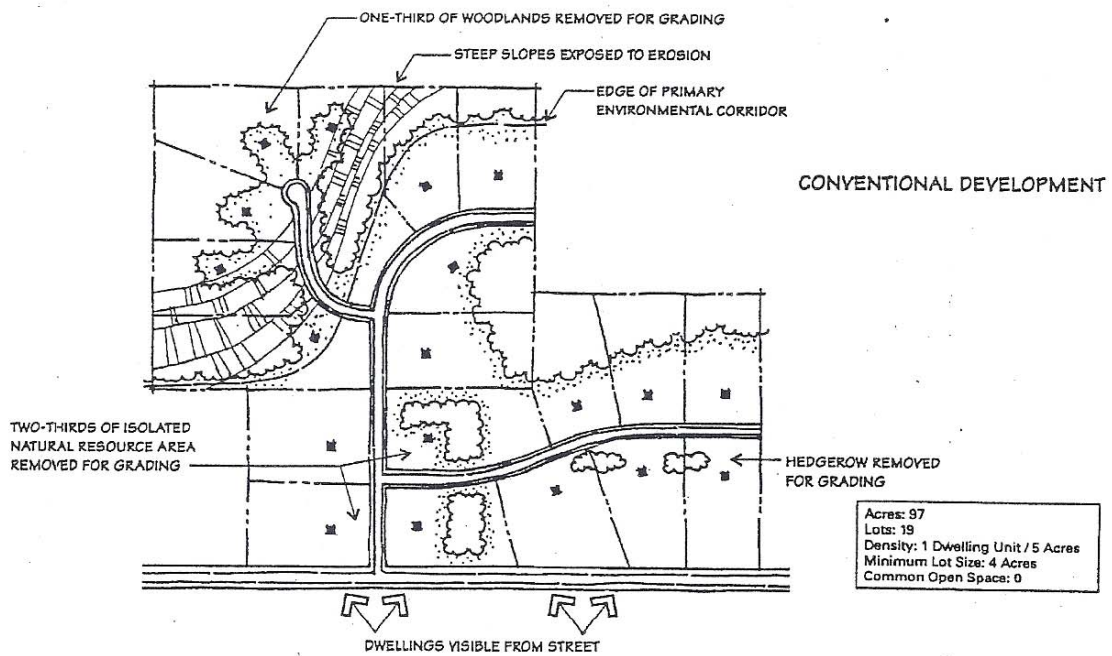 ONE-THIRD OF WOODLANDS REMOVED FOR GRADING
STEEP SLOPES EXPOSED TO EROSION
EDGE OF PRIMARY
ENVIRONMENTAL CORRIDOR
CONVENTIONAL DEVELOPMENT
TWO-THIRDS OF ISOLATED
NATURAL RESOURCE AREA
REMOVED FOR GRADING
HEDGEROW REMOVED
FOR GRADING
Acres: 97
Lots: 19
Density: 1 Dwelling Unit / 5 Acres
Minimum Lot Size: 4 Acres
Common Open Space: 0
DWELLINGS VISIBLE FROM STREET